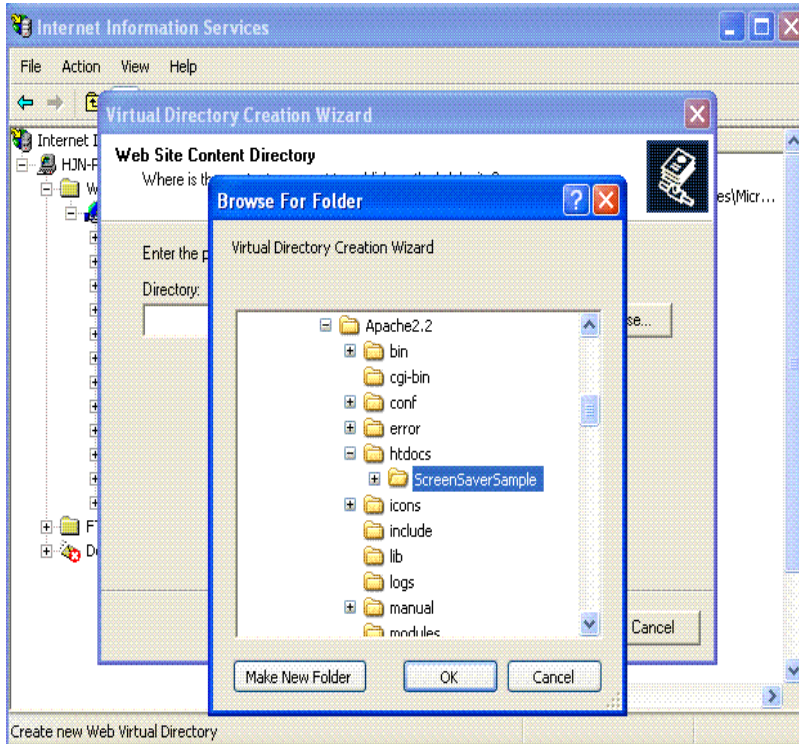 Internet Information Services
File Action View Help
Virtual Directory Creation Wizard
Internet I
Web Site Content Directory
HJN-F
Where is the
es\Micr...
Browse For Folder
Enter the p
Virtual Directory Creation Wizard
Directory:
se...
Apache2.2
bin
cgi-bin
conf
error
htdocs
ScreenSaverSample
icons
include
lib
logs
manual
modules
W
FT
De
Cancel
Make New Folder
OK
Cancel
Create new Web Virtual Directory